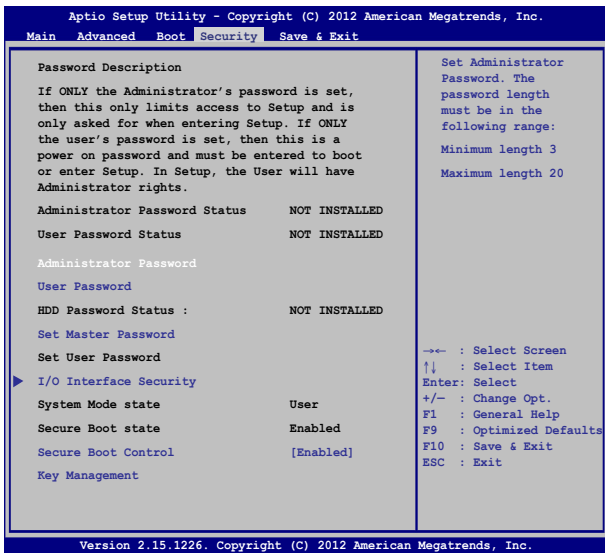 Aptio Setup Utility - Copyright (C) 2012 American Megatrends, Inc.
Main Advanced Boot Security Save & Exit
Password Description
If ONLY the Administrator's password is set,
then this only limits access to Setup and is
only asked for when entering Setup. If ONLY
the user's password is set, then this is a
power on password and must be entered to boot
or enter Setup. In Setup, the User will have
Administrator rights.
Administrator Password Status NOT INSTALLED
User Password Status NOT INSTALLED
Administrator Password
User Password
HDD Password Status : NOT INSTALLED
Set Master Password
Set User Password
I/O Interface Security
System Mode state User
Secure Boot state Enabled
Secure Boot Control [Enabled]
Key Management
Set Administrator
Password. The
password length
must be in the
following range:
Minimum length 3
Maximum length 20
→← : Select Screen
↑↓ : Select Item
Enter: Select
+/— : Change Opt.
F1 : General Help
F9 : Optimized Defaults
F10 : Save & Exit
ESC : Exit
Version 2.15.1226. Copyright (C) 2012 American Megatrends, Inc.